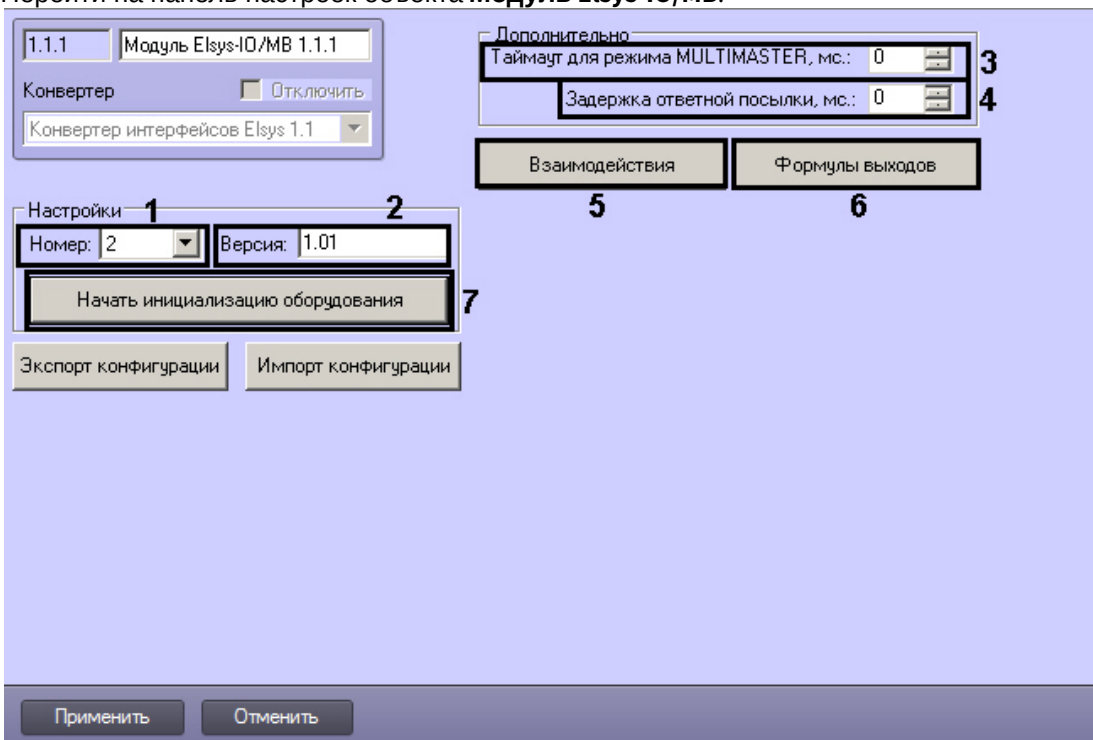 Перейти на панель настроек объекта Модуль Elsys-IO/MB.
1.1.1 Модуль Elsys-IO/MB 1.1.1
Конвертер Отключить
Конвертер интерфейсов Elsys 1.1
Дополнительно
Таймаут для режима MULTIMASTER, мс.: 0 3
Задержка ответной посылки, мс.: 0 4
Взаимодействия Формулы выходов
5 6
Настройки 1 2
Номер: 2 Версия: 1.01
Начать инициализацию оборудования 7
Экспорт конфигурации Импорт конфигурации
Применить Отменить